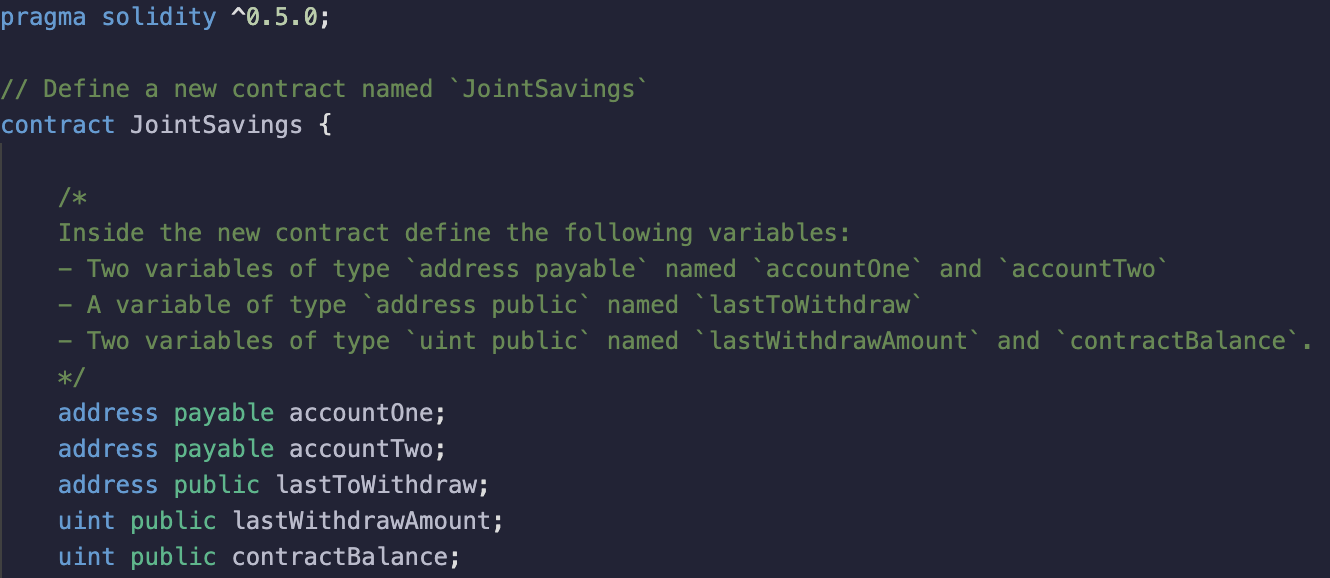 pragma solidity ^0.5.0;
// Define a new contract named `JointSavings`
contract JointSavings {
/*
Inside the new contract define the following variables:
- Two variables of type `address payable` named `accountOne` and `accountTwo`
- A variable of type `address public` named `lastToWithdraw`
- Two variables of type `uint public` named `lastWithdrawAmount` and `contractBalance`.
*/
address payable accountOne;
address payable accountTwo;
address public lastToWithdraw;
uint public lastWithdrawAmount;
uint public contractBalance;